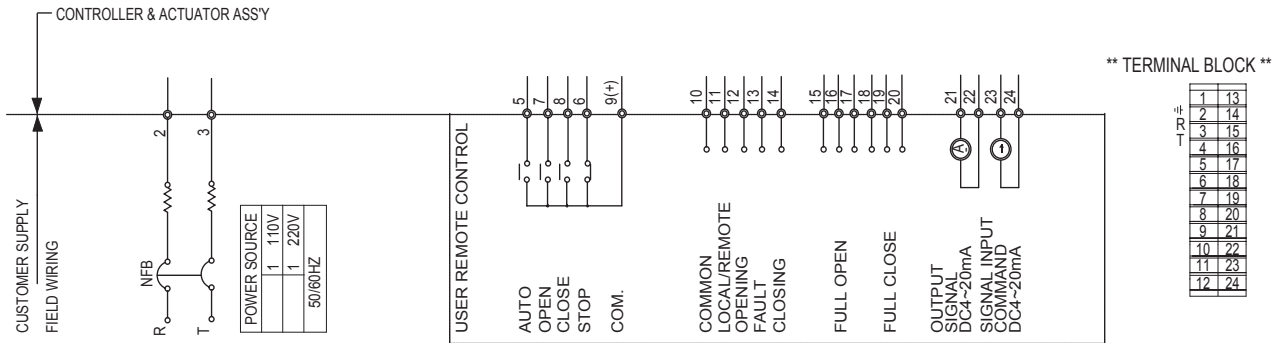 CONTROLLER & ACTUATOR ASS'Y
CUSTOMER SUPPLY
FIELD WIRING
2
3
NFB
R
T
POWER SOURCE
1 110V
1 220V
50/60HZ
USER REMOTE CONTROL
5
7
8
6
9(+)
AUTO
OPEN
CLOSE
STOP
COM.
10
11
12
13
14
COMMON
LOCAL/REMOTE
OPENING
FAULT
CLOSING
15
16
17
18
19
20
FULL OPEN
FULL CLOSE
21
22
23
24
A
OUTPUT
SIGNAL
DC4~20mA
SIGNAL INPUT
COMMAND
DC4~20mA
** TERMINAL BLOCK **
1 13
2 14
R 3 15
T 4 16
5 17
6 18
7 19
8 20
9 21
10 22
11 23
12 24